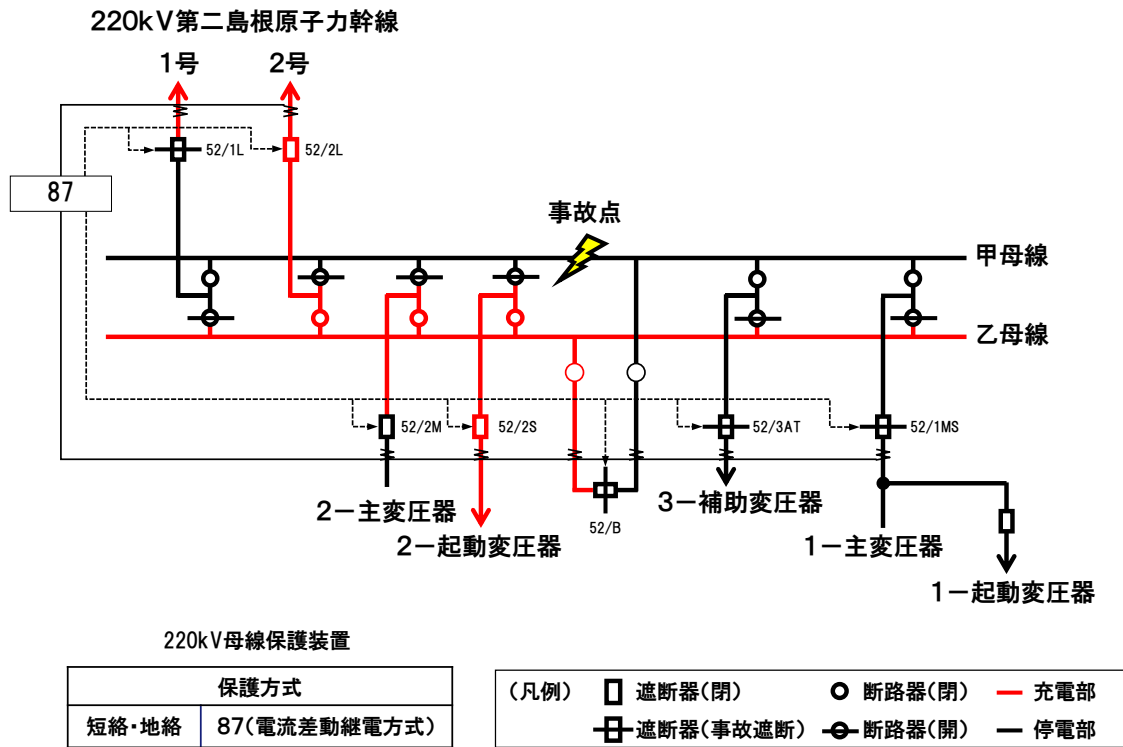 220kV第二島根原子力幹線
1号
2号
52/1L
52/2L
87
事故点
甲母線
乙母線
52/2M
52/2S
52/3AT
52/1MS
2-主変圧器
52/B
3-補助変圧器
2-起動変圧器
1-主変圧器
1-起動変圧器
220kV母線保護装置
保護方式
短絡・地絡 87(電流差動継電方式)
(凡例) 遮断器(閉) 断路器(閉) 充電部
遮断器(事故遮断) 断路器(開) 停電部